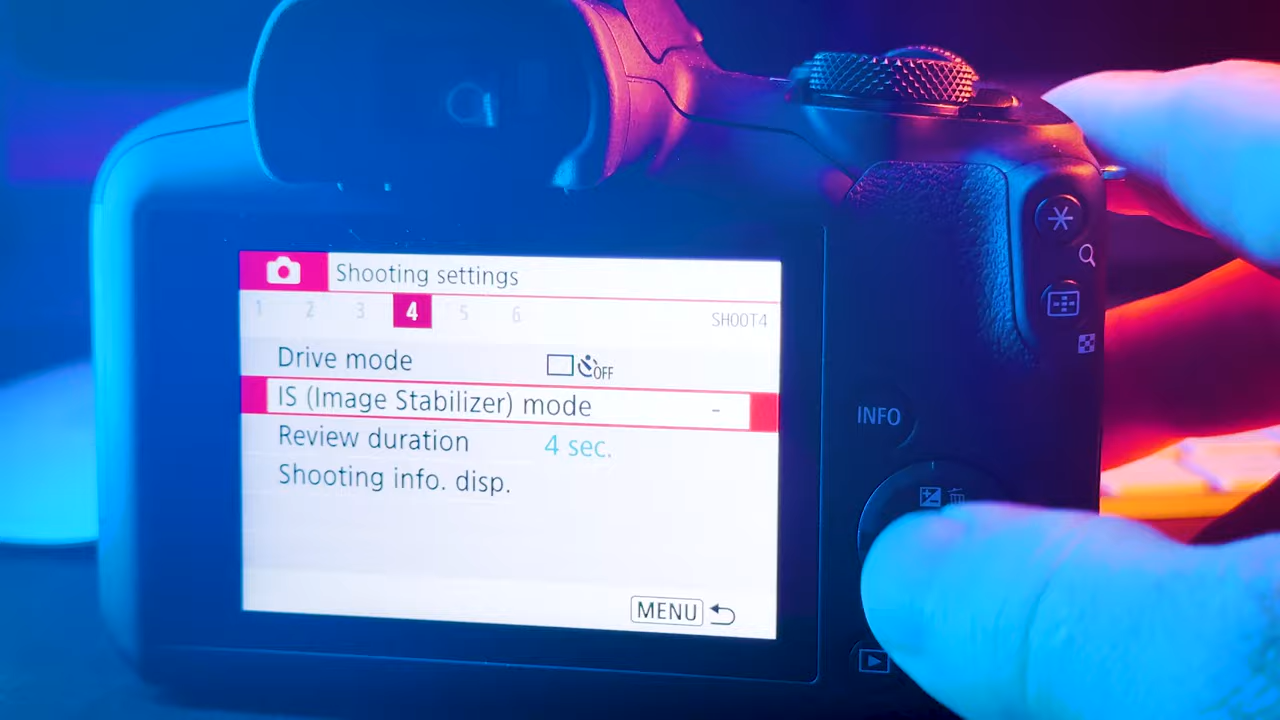 Shooting settings
1 2 3 4 5 6
SHOOT4
Drive mode OFF
IS (Image Stabilizer) mode -
Review duration 4 sec.
Shooting info. disp.
MENU
INFO